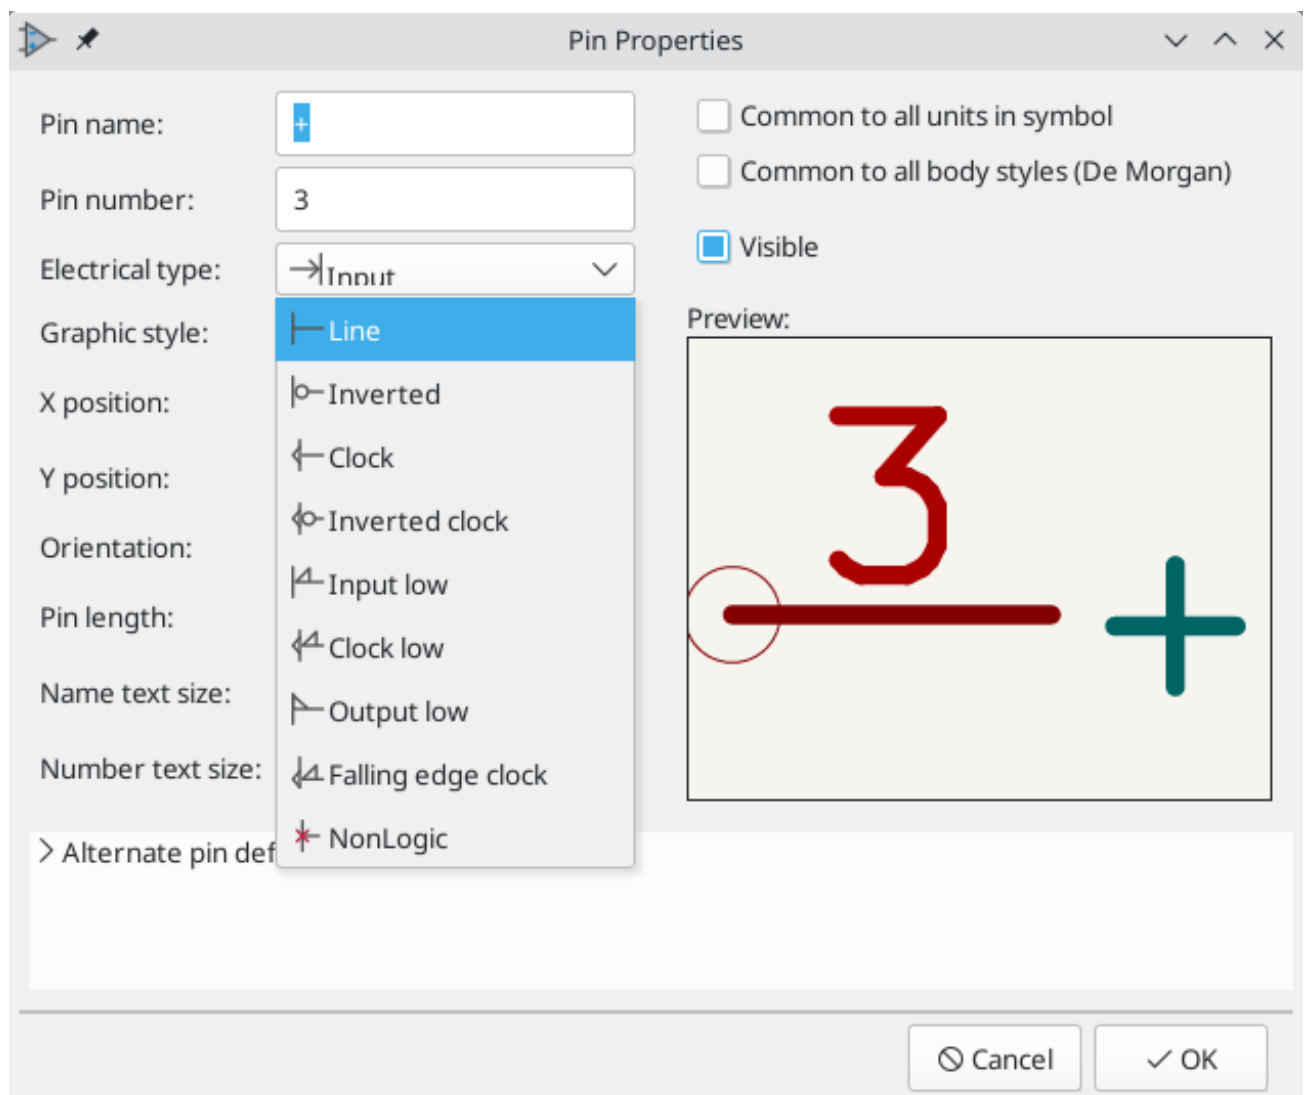 Pin Properties
Pin name: +
Common to all units in symbol
Pin number: 3
Common to all body styles (De Morgan)
Electrical type: Input
Visible
Graphic style:
Line
Preview:
X position:
Inverted
Clock
Y position:
Inverted clock
Orientation:
Input low
Pin length:
Clock low
Name text size:
Output low
Number text size:
Falling edge clock
NonLogic
3
+
Alternate pin def
Cancel
OK